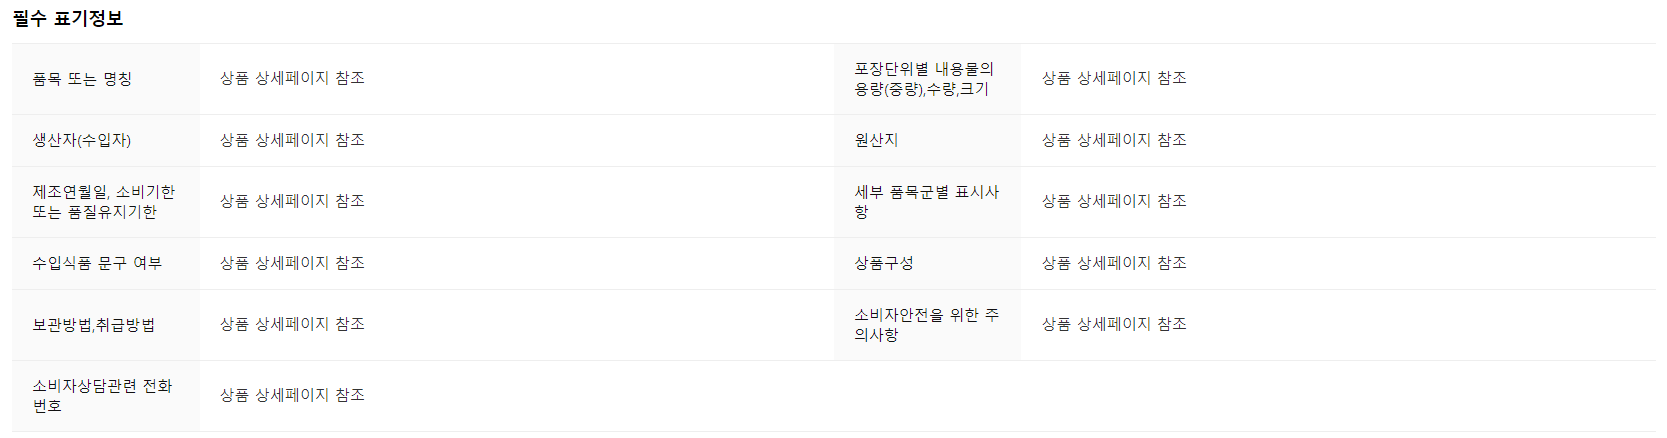 필수 표기정보
품목 또는 명칭
상품 상세페이지 참조
포장단위별 내용물의
용량(중량),수량,크기
상품 상세페이지 참조
생산자(수입자)
상품 상세페이지 참조
원산지
상품 상세페이지 참조
제조연월일, 소비기한
또는 품질유지기한
상품 상세페이지 참조
세부 품목군별 표시사
항
상품 상세페이지 참조
수입식품 문구 여부
상품 상세페이지 참조
상품구성
상품 상세페이지 참조
보관방법,취급방법
상품 상세페이지 참조
소비자안전을 위한 주
의사항
상품 상세페이지 참조
소비자상담관련 전화
번호
상품 상세페이지 참조